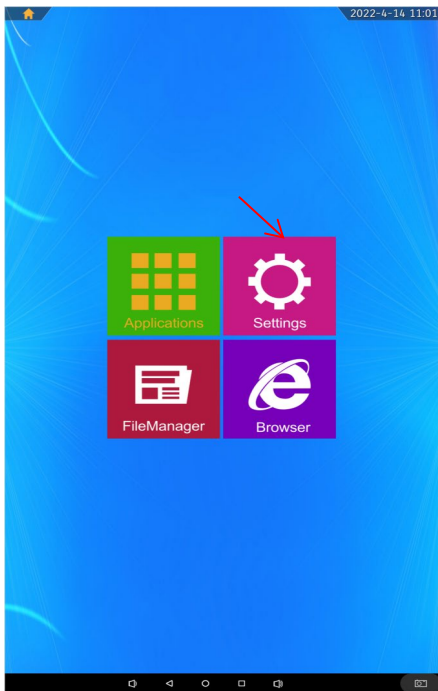 2022-4-14 11:01
Applications
Settings
FileManager
Browser